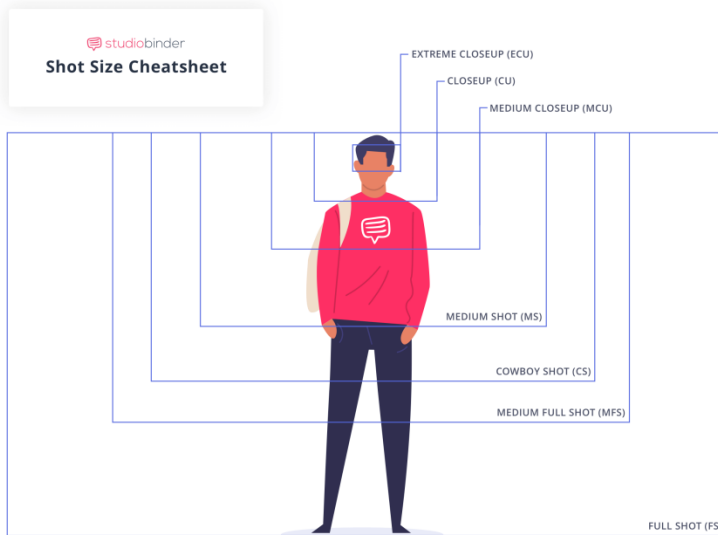 studiobinder
Shot Size Cheatsheet
EXTREME CLOSEUP (ECU)
CLOSEUP (CU)
MEDIUM CLOSEUP (MCU)
MEDIUM SHOT (MS)
COWBOY SHOT (CS)
MEDIUM FULL SHOT (MFS)
FULL SHOT (FS